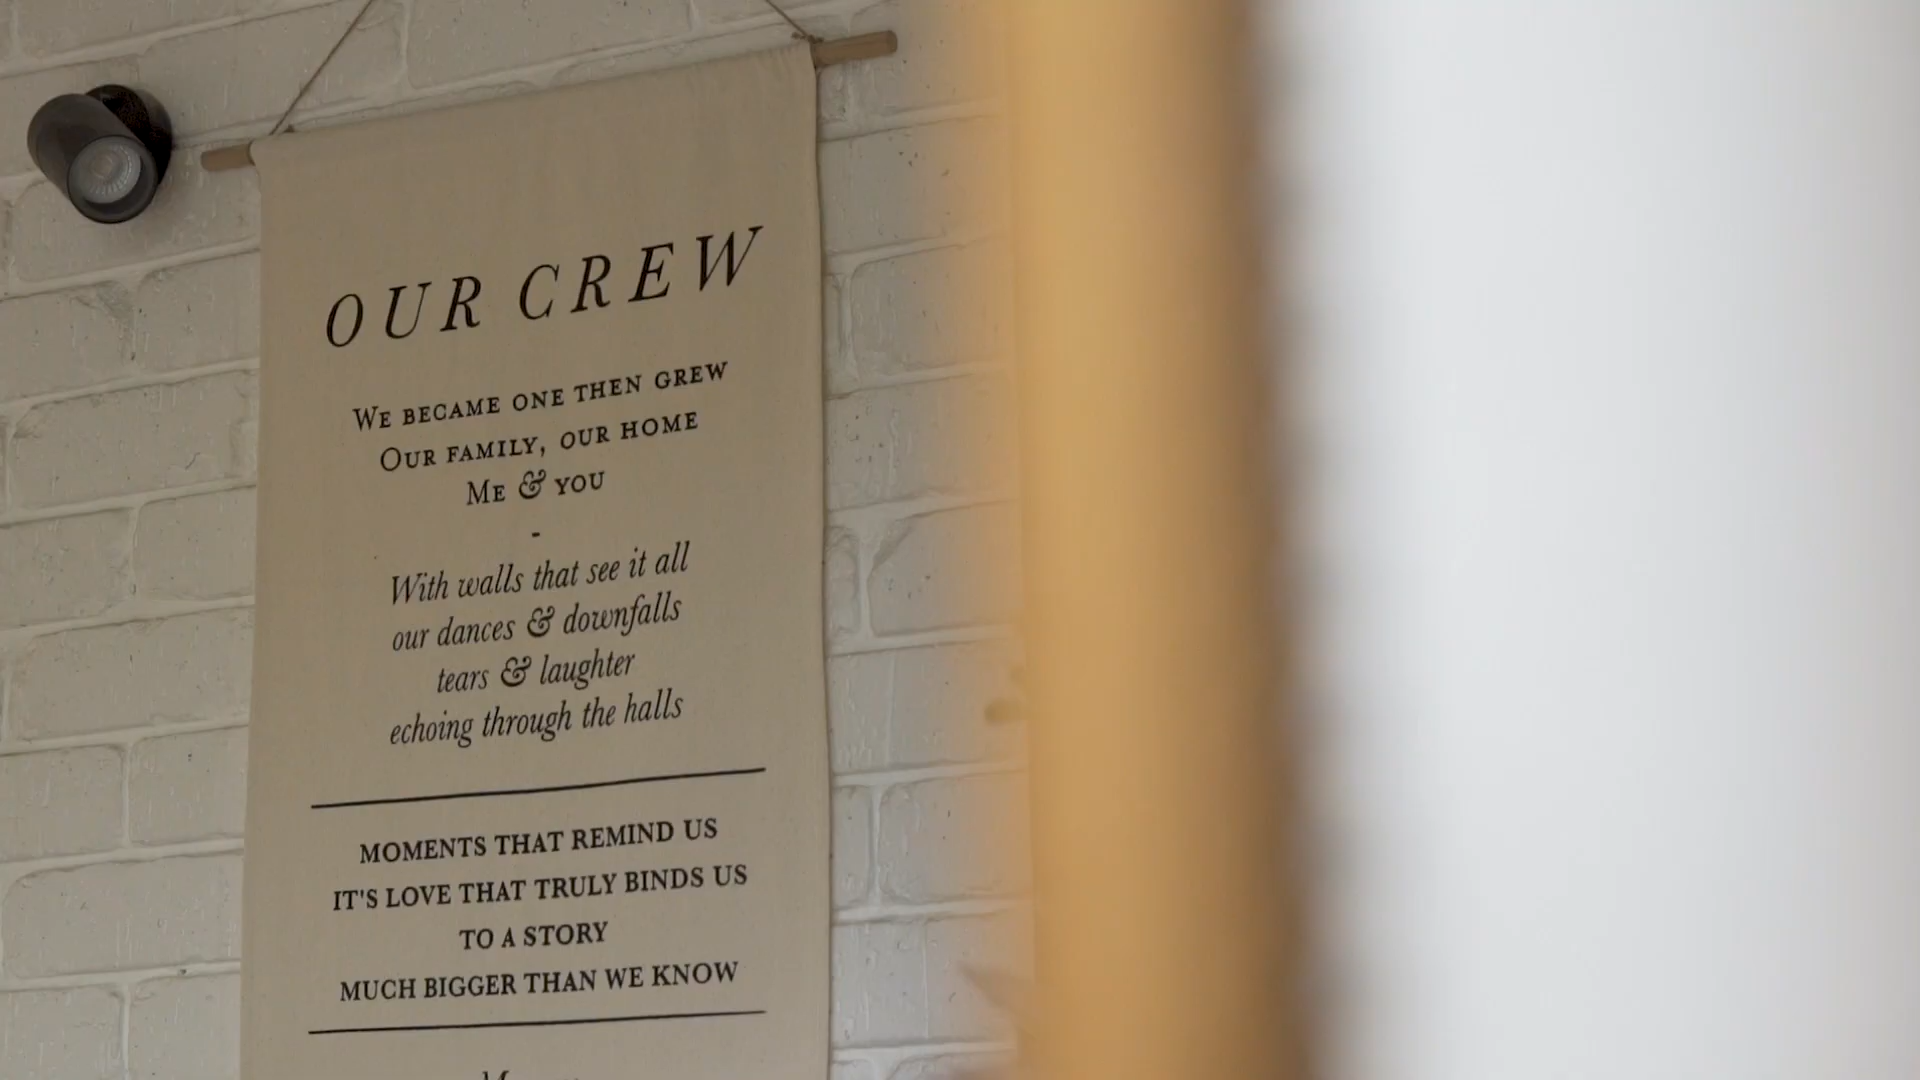 OUR CREW
WE BECAME ONE THEN GREW
OUR FAMILY, OUR HOME
ME & YOU
-
With walls that see it all
our dances & downfalls
tears & laughter
echoing through the halls
MOMENTS THAT REMIND US
IT'S LOVE THAT TRULY BINDS US
TO A STORY
MUCH BIGGER THAN WE KNOW